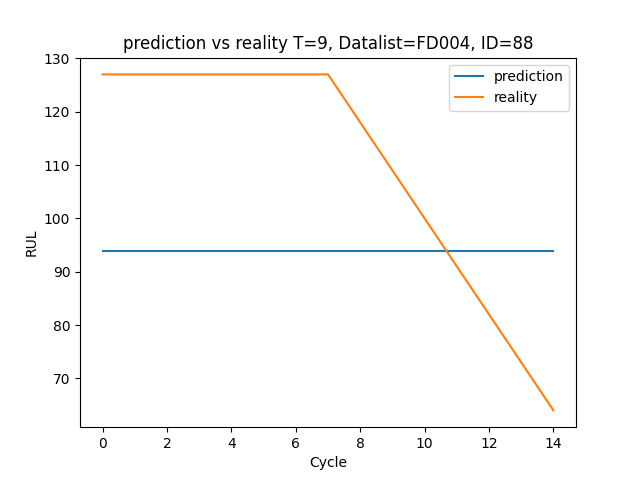 prediction vs reality T=9, Datalist=FD004, ID=88
prediction
reality
RUL
130
120
110
100
90
80
70
0 2 4 6 8 10 12 14
Cycle